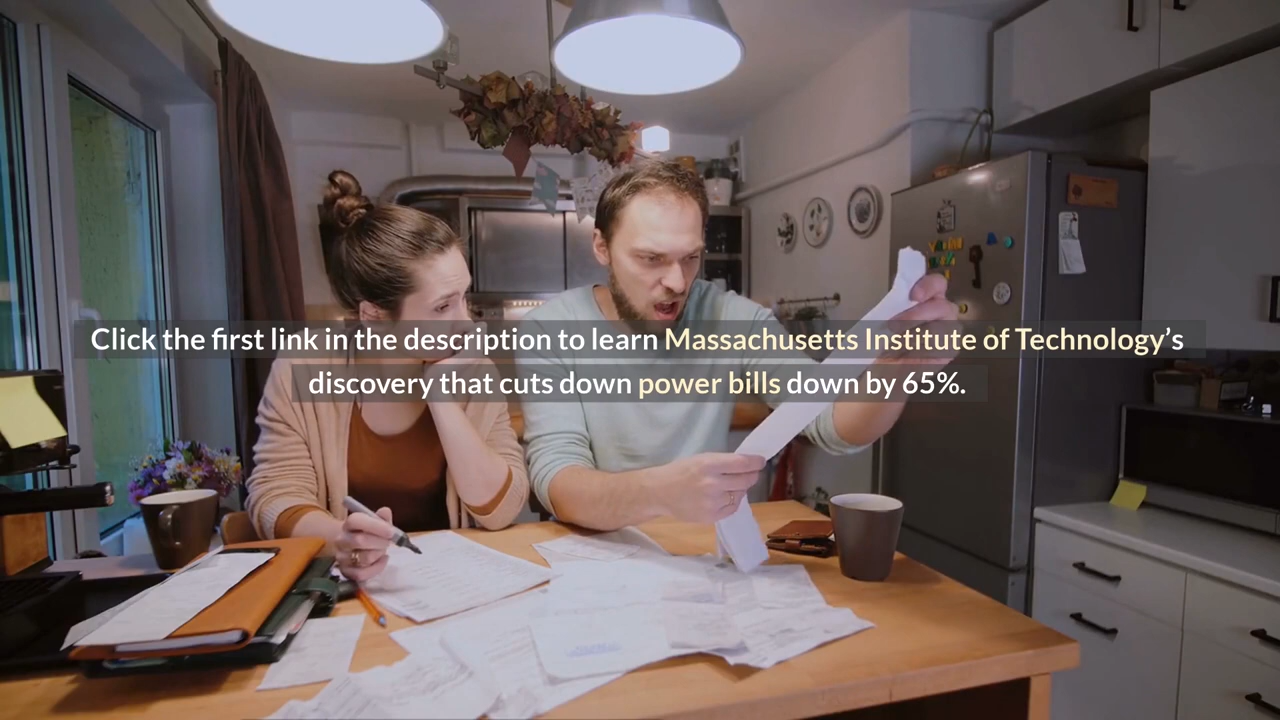 Click the first link in the description to learn Massachusetts Institute of Technology’s
discovery that cuts down power bills down by 65%.